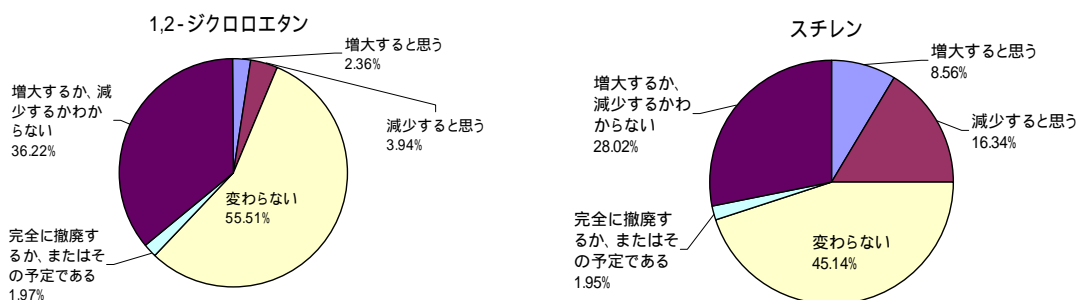 1,2-ジクロロエタン
増大すると思う
2.36%
減少すると思う
3.94%
変わらない
55.51%
完全に撤廃す
るか、またはそ
の予定である
1.97%
増大するか、減
少するかわか
らない
36.22%
スチレン
増大すると思う
8.56%
減少すると思う
16.34%
変わらない
45.14%
完全に撤廃す
るか、またはそ
の予定である
1.95%
増大するか、
減少するかわ
からない
28.02%